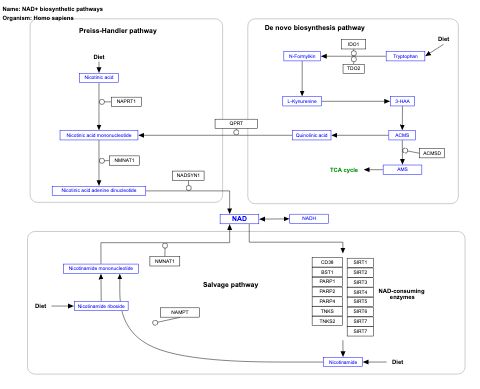 Name: NAD+ biosynthetic pathways
Organism: Homo sapiens
Preiss-Handler pathway
De novo biosynthesis pathway
Diet
Nicotinic acid
NAPRT1
Nicotinic acid mononucleotide
NMNAT1
NADSYN1
Nicotinic acid adenine dinucleotide
QPRT
IDO1
Diet
N-Formylkin
Tryptophan
TDO2
L-Kynurenine
3-HAA
Quinolinic acid
ACMS
ACMSD
TCA cycle
AMS
NAD
NADH
Nicotinamide mononucleotide
NMNAT1
Salvage pathway
Diet
Nicotinamide riboside
NAMPT
CD38
BST1
PARP1
PARP2
PARP4
TNKS
TNKS2
SIRT1
SIRT2
SIRT3
SIRT4
SIRT5
SIRT6
SIRT7
SIRT7
NAD-consuming
enzymes
Nicotinamide
Diet